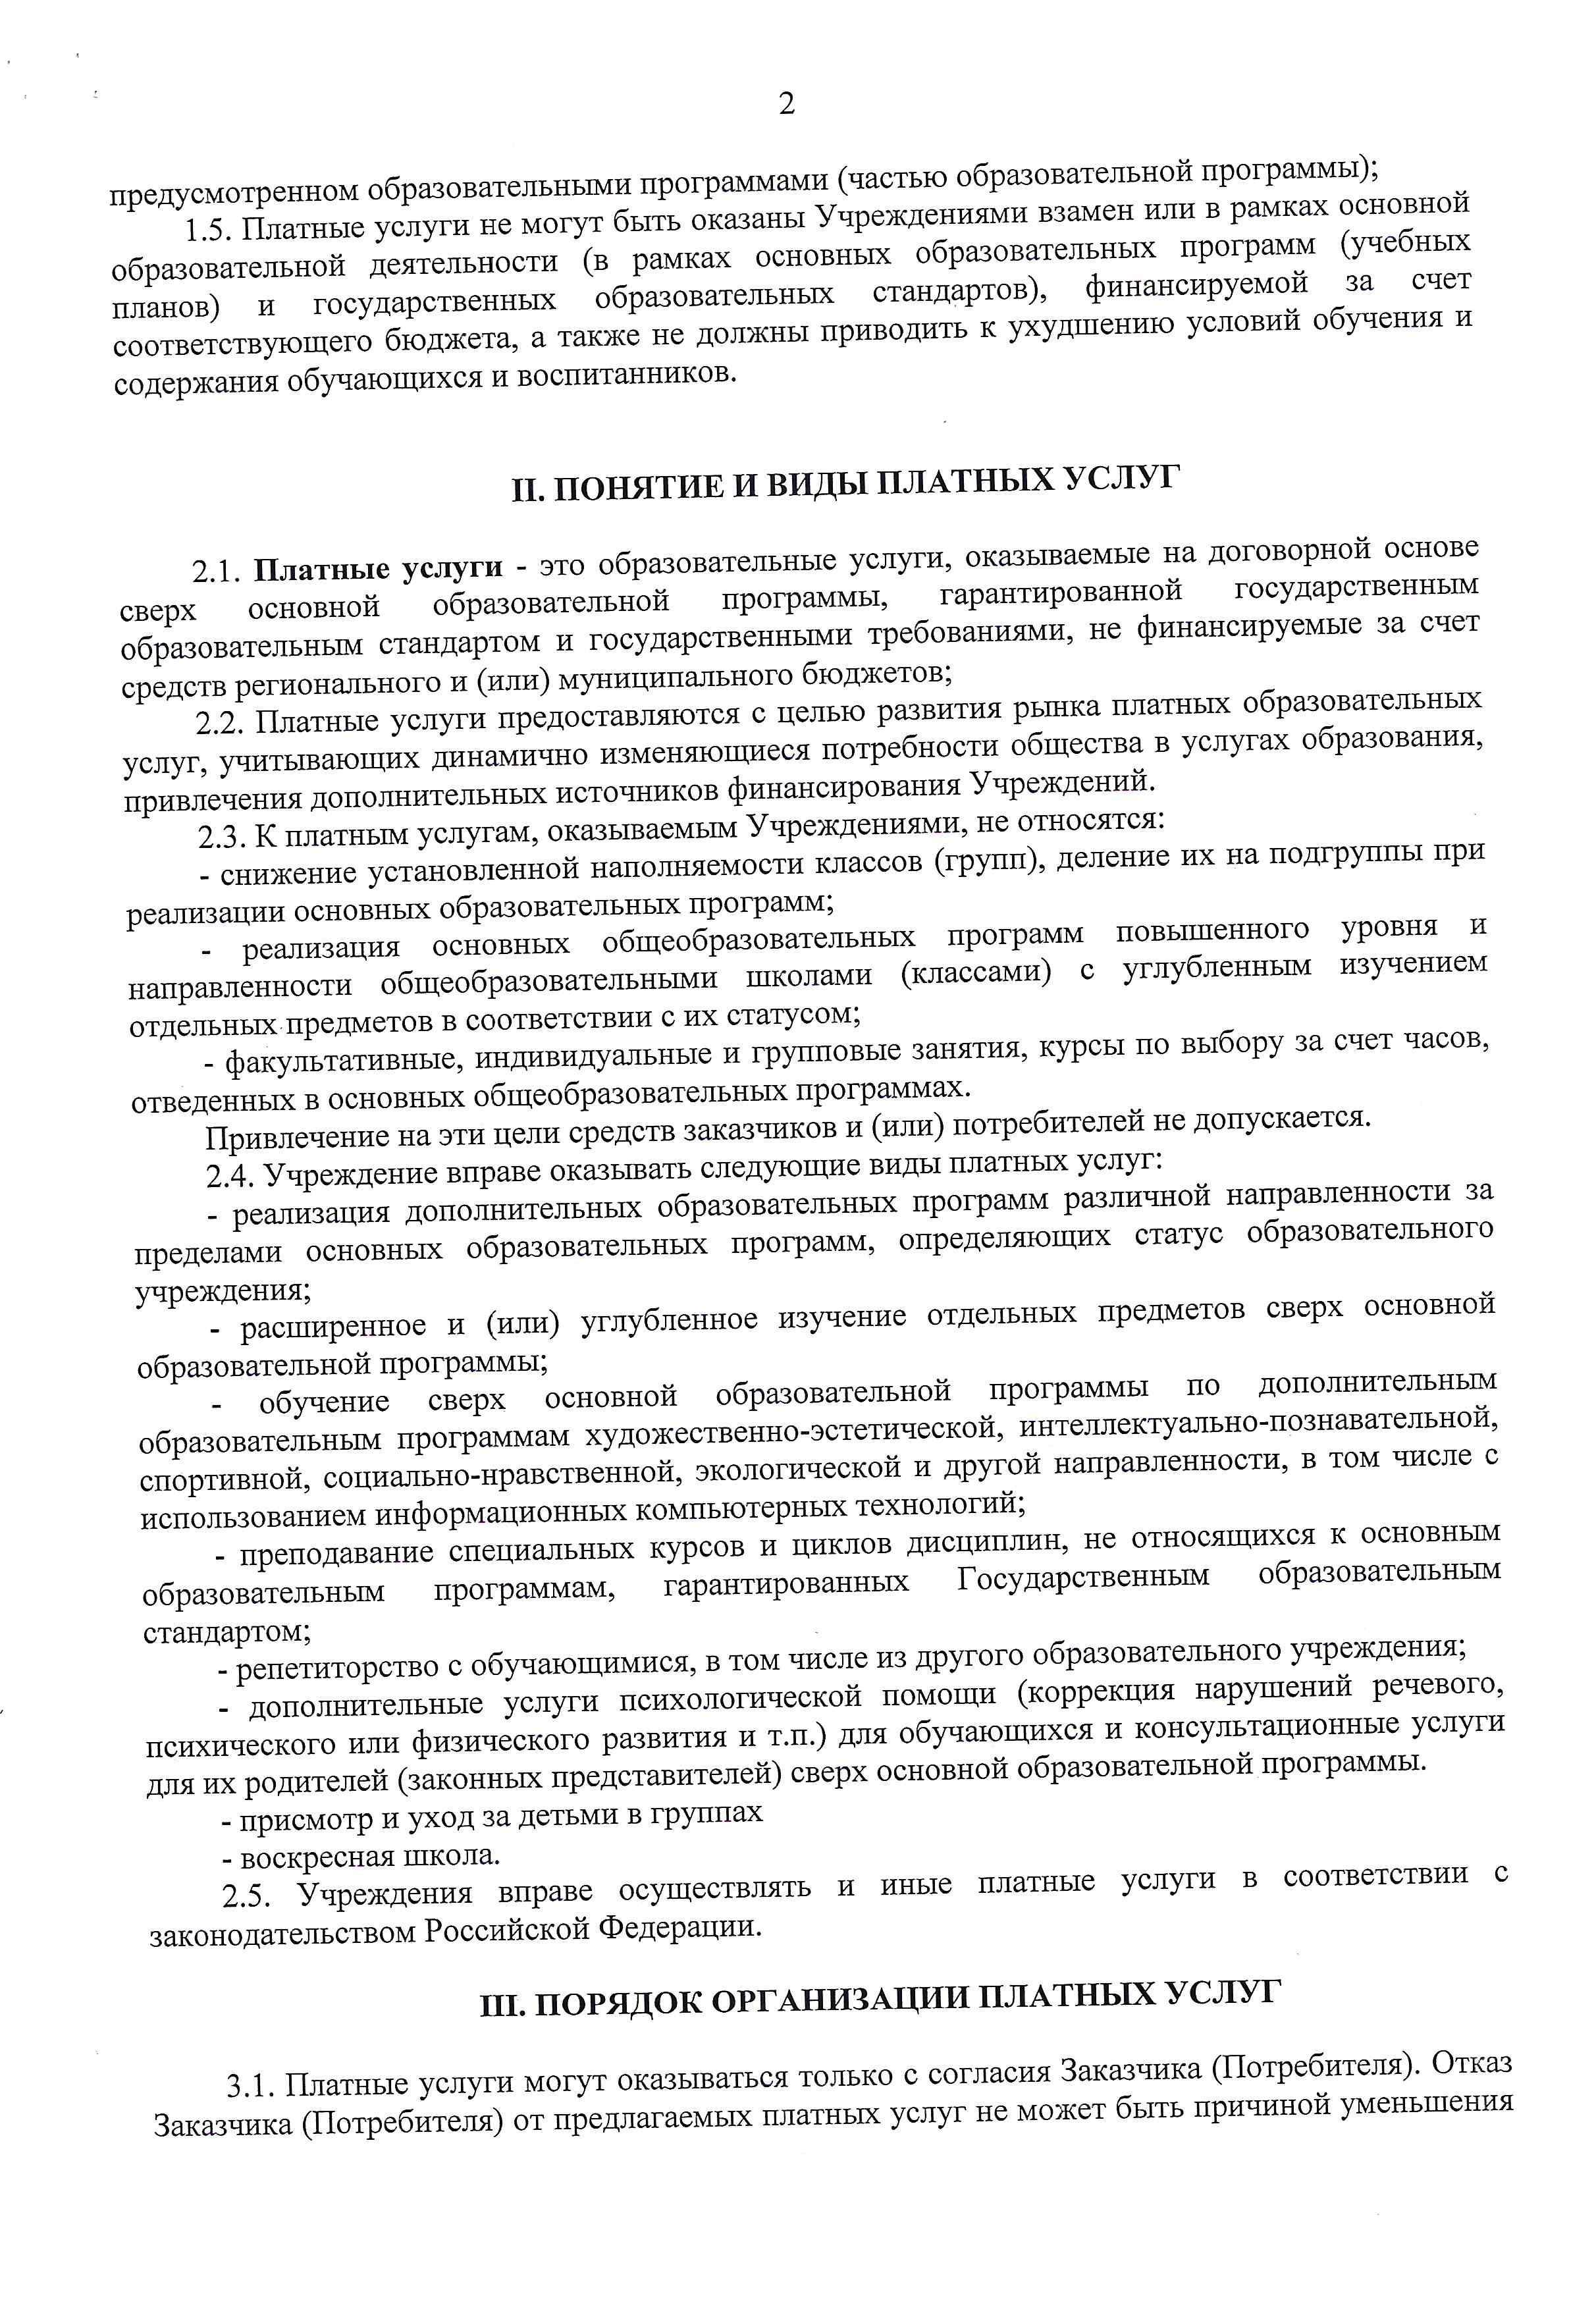 2
предусмотренном образовательными программами (частью образовательной программы);
1.5. Платные услуги не могут быть оказаны Учреждениями взамен или в рамках основной
образовательной деятельности (в рамках основных образовательных программ (учебных
планов) и государственных образовательных стандартов), финансируемой за счет
соответствующего бюджета, а также не должны приводить к ухудшению условий обучения и
содержания обучающихся и воспитанников.
II. ПОНЯТИЕ И ВИДЫ ПЛАТНЫХ УСЛУГ
2.1. Платные услуги - это образовательные услуги, оказываемые на договорной основе
сверх основной образовательной программы, гарантированной государственным
образовательным стандартом и государственными требованиями, не финансируемые за счет
средств регионального и (или) муниципального бюджетов;
2.2. Платные услуги предоставляются с целью развития рынка платных образовательных
услуг, учитывающих динамично изменяющиеся потребности общества в услугах образования,
привлечения дополнительных источников финансирования Учреждений.
2.3. К платным услугам, оказываемым Учреждениями, не относятся:
- снижение установленной наполняемости классов (групп), деление их на подгруппы при
реализации основных образовательных программ;
- реализация основных общеобразовательных программ повышенного уровня и
направленности общеобразовательными школами (классами) с углубленным изучением
отдельных предметов в соответствии с их статусом;
- факультативные, индивидуальные и групповые занятия, курсы по выбору за счет часов,
отведенных в основных общеобразовательных программах.
Привлечение на эти цели средств заказчиков и (или) потребителей не допускается.
2.4. Учреждение вправе оказывать следующие виды платных услуг:
- реализация дополнительных образовательных программ различной направленности за
пределами основных образовательных программ, определяющих статус образовательного
учреждения;
- расширенное и (или) углубленное изучение отдельных предметов сверх основной
образовательной программы;
- обучение сверх основной образовательной программы по дополнительным
образовательным программам художественно-эстетической, интеллектуально-познавательной,
спортивной, социально-нравственной, экологической и другой направленности, в том числе с
использованием информационных компьютерных технологий;
- преподавание специальных курсов и циклов дисциплин, не относящихся к основным
образовательным программам, гарантированных Государственным образовательным
стандартом;
- репетиторство с обучающимися, в том числе из другого образовательного учреждения;
- дополнительные услуги психологической помощи (коррекция нарушений речевого,
психического или физического развития и т.п.) для обучающихся и консультационные услуги
для их родителей (законных представителей) сверх основной образовательной программы.
- присмотр и уход за детьми в группах
- воскресная школа.
2.5. Учреждения вправе осуществлять и иные платные услуги в соответствии с
законодательством Российской Федерации.
III. ПОРЯДОК ОРГАНИЗАЦИИ ПЛАТНЫХ УСЛУГ
3.1. Платные услуги могут оказываться только с согласия Заказчика (Потребителя). Отказ
Заказчика (Потребителя) от предлагаемых платных услуг не может быть причиной уменьшения